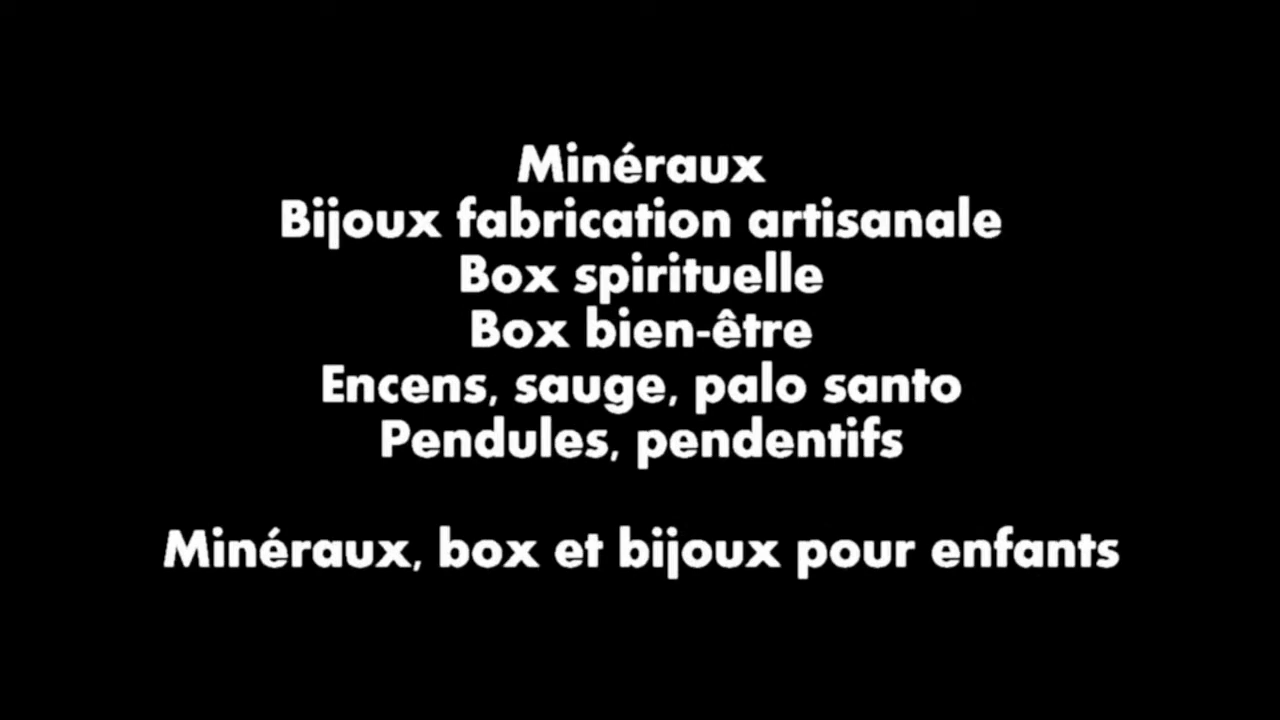 Minéraux
Bijoux fabrication artisanale
Box spirituelle
Box bien-être
Encens, sauge, palo santo
Pendules, pendentifs
Minéraux, box et bijoux pour enfants